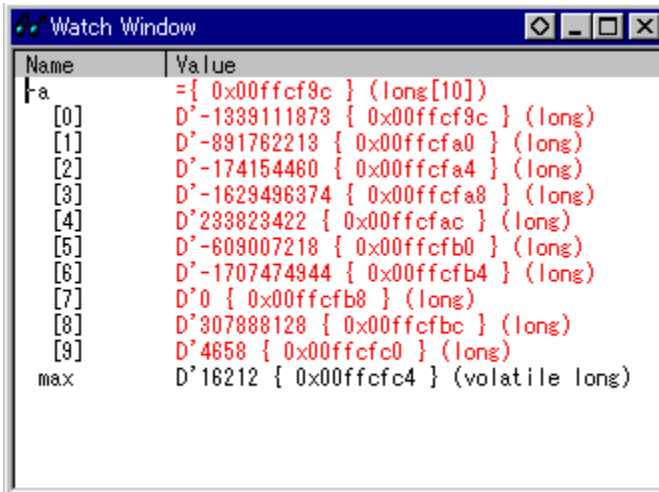 Watch Window
Name Value
-a ={ 0x00ffcf9c } (long[10])
[0] D'-1339111873 { 0x00ffcf9c } (long)
[1] D'-891762213 { 0x00ffcfa0 } (long)
[2] D'-174154460 { 0x00ffcfa4 } (long)
[3] D'-1629496374 { 0x00ffcfa8 } (long)
[4] D'233823422 { 0x00ffcfac } (long)
[5] D'-609007218 { 0x00ffcfb0 } (long)
[6] D'-1707474944 { 0x00ffcfb4 } (long)
[7] D'0 { 0x00ffcfb8 } (long)
[8] D'307888128 { 0x00ffcfbc } (long)
[9] D'4658 { 0x00ffcfc0 } (long)
max D'16212 { 0x00ffcfc4 } (volatile long)